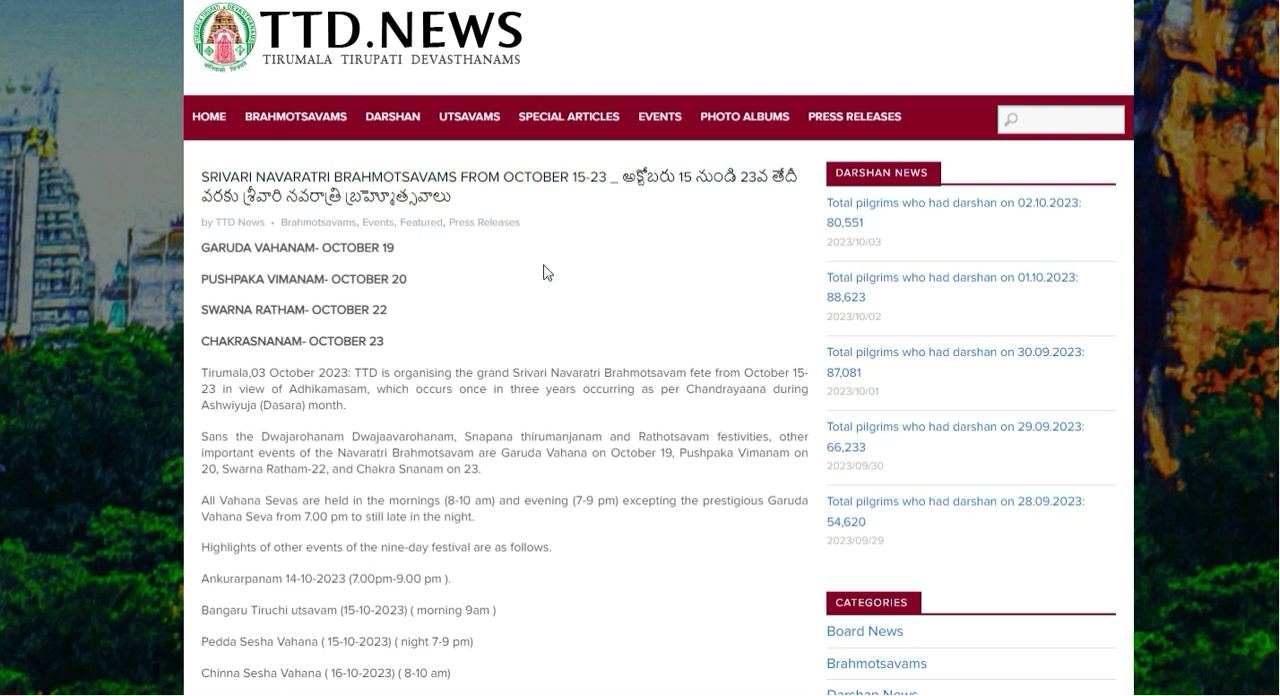 TTD.NEWS
TIRUMALA TIRUPATI DEVASTHANAMS
HOME BRAHMOTSAVAMS DARSHAN UTSAVAMS SPECIAL ARTICLES EVENTS PHOTO ALBUMS PRESS RELEASES
SRIVARI NAVARATRI BRAHMOTSAVAMS FROM OCTOBER 15-23 _ అక్టోబరు 15 నుండి 23వ తేదీ
వరకు శ్రీవారి నవరాత్రి బ్రహ్మోత్సవాలు
by TTD News • Brahmotsavams, Events, Featured, Press Releases
GARUDA VAHANAM- OCTOBER 19
PUSHPAKA VIMANAM- OCTOBER 20
SWARNA RATHAM- OCTOBER 22
CHAKRASNANAM- OCTOBER 23
Tirumala,03 October 2023: TTD is organising the grand Srivari Navaratri Brahmotsavam fete from October 15-
23 in view of Adhikamasam, which occurs once in three years occurring as per Chandrayaana during
Ashwiyuja (Dasara) month.
Sans the Dwajarohanam Dwajaavarohanam, Snapana thirumanjanam and Rathotsavam festivities, other
important events of the Navaratri Brahmotsavam are Garuda Vahana on October 19, Pushpaka Vimanam on
20, Swarna Ratham-22, and Chakra Snanam on 23.
All Vahana Sevas are held in the mornings (8-10 am) and evening (7-9 pm) excepting the prestigious Garuda
Vahana Seva from 7.00 pm to still late in the night.
Highlights of other events of the nine-day festival are as follows.
Ankurarpanam 14-10-2023 (7.00pm-9.00 pm ).
Bangaru Tiruchi utsavam (15-10-2023) ( morning 9am )
Pedda Sesha Vahana ( 15-10-2023) ( night 7-9 pm)
Chinna Sesha Vahana ( 16-10-2023) ( 8-10 am)
DARSHAN NEWS
Total pilgrims who had darshan on 02.10.2023:
80,551
2023/10/03
Total pilgrims who had darshan on 01.10.2023:
88,623
2023/10/02
Total pilgrims who had darshan on 30.09.2023:
87,081
2023/10/01
Total pilgrims who had darshan on 29.09.2023:
66,233
2023/09/30
Total pilgrims who had darshan on 28.09.2023:
54,620
2023/09/29
CATEGORIES
Board News
Brahmotsavams
Darshan News